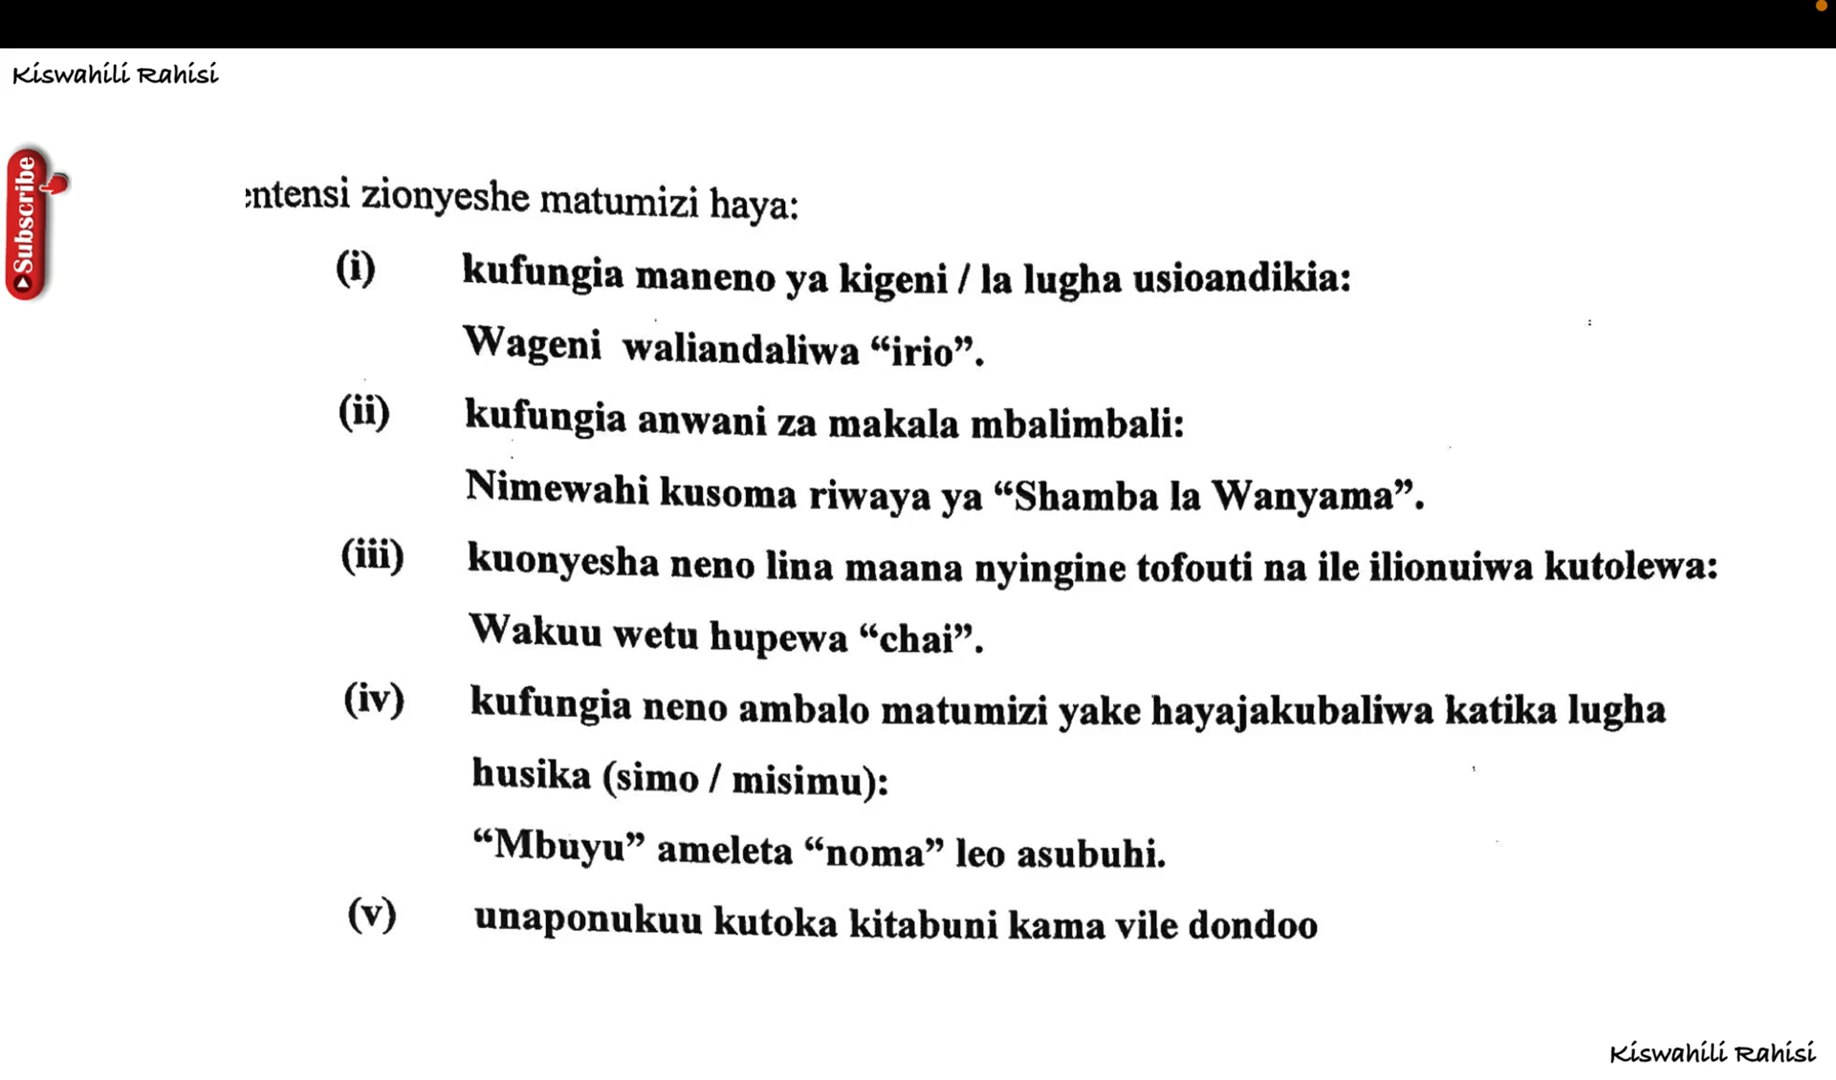 Kiswahili Rahisi
Subscribe
entensi zionyeshe matumizi haya:
(i) kufungia maneno ya kigeni / la lugha usioandikia:
Wageni waliandaliwa “irio”.
(ii) kufungia anwani za makala mbalimbali:
Nimewahi kusoma riwaya ya “Shamba la Wanyama”.
(iii) kuonyesha neno lina maana nyingine tofouti na ile ilionuiwa kutolewa:
Wakuu wetu hupewa “chai”.
(iv) kufungia neno ambalo matumizi yake hayajakubaliwa katika lugha
husika (simo / misimu):
“Mbuyu” ameleta “noma” leo asubuhi.
(v) unaponukuu kutoka kitabuni kama vile dondoo
Kiswahili Rahisi